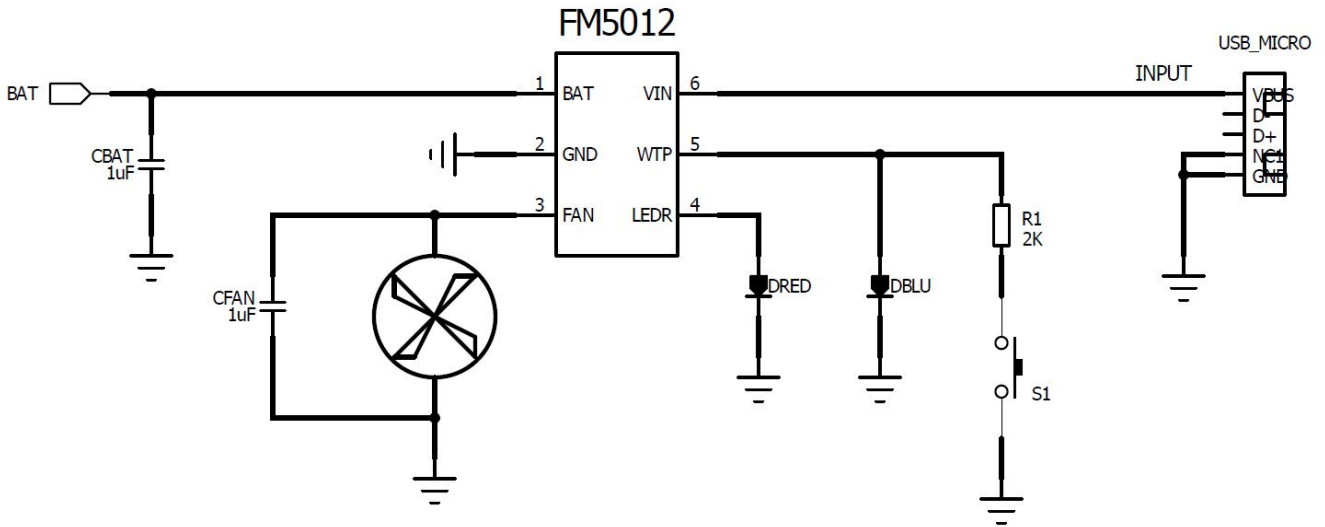 FM5012
USB_MICRO
INPUT
BAT
1
BAT
VIN
6
VBUS
D-
D+
CBAT
1uF
2
GND
WTP
5
NC1
GND
3
FAN
LEDR
4
R1
2K
CFAN
1uF
DRED
DBLU
S1